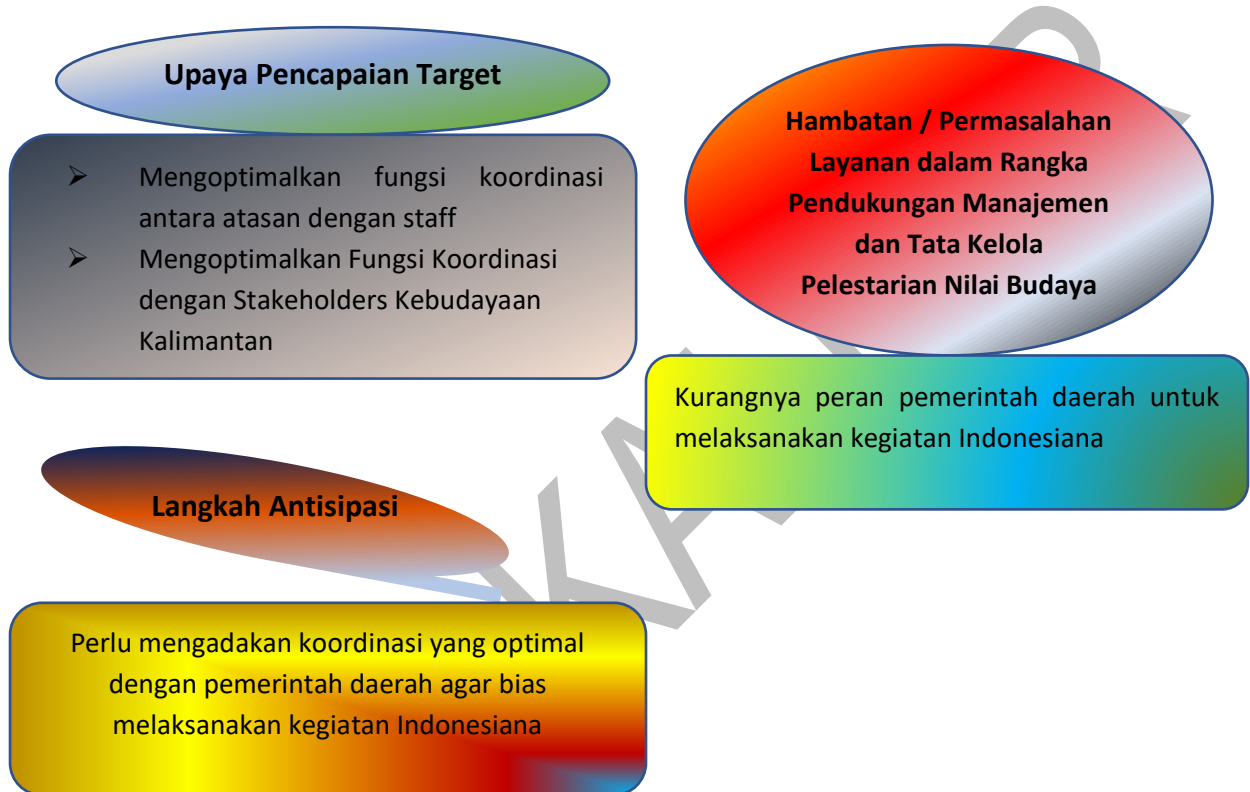 Upaya Pencapaian Target
➢ Mengoptimalkan fungsi koordinasi
antara atasan dengan staff
➢ Mengoptimalkan Fungsi Koordinasi
dengan Stakeholders Kebudayaan
Kalimantan
Hambatan / Permasalahan
Layanan dalam Rangka
Pendukungan Manajemen
dan Tata Kelola
Pelestarian Nilai Budaya
Kurangnya peran pemerintah daerah untuk
melaksanakan kegiatan Indonesiana
Langkah Antisipasi
Perlu mengadakan koordinasi yang optimal
dengan pemerintah daerah agar bias
melaksanakan kegiatan Indonesiana